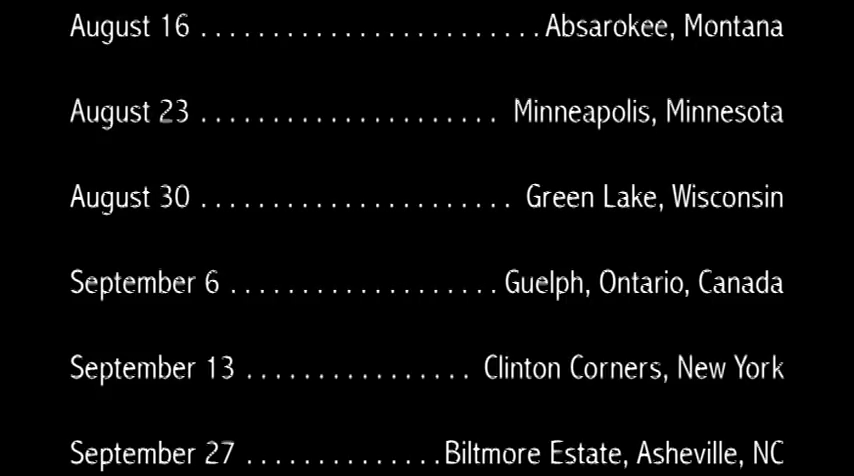 August 16 . . . . . . . . . . . . . . . . . . . . . . . . Absarokee, Montana
August 23 . . . . . . . . . . . . . . . . . . . . . Minneapolis, Minnesota
August 30 . . . . . . . . . . . . . . . . . . . . . . Green Lake, Wisconsin
September 6 . . . . . . . . . . . . . . . . . . . Guelph, Ontario, Canada
September 13 . . . . . . . . . . . . . . . . Clinton Corners, New York
September 27 . . . . . . . . . . . . . . Biltmore Estate, Asheville, NC